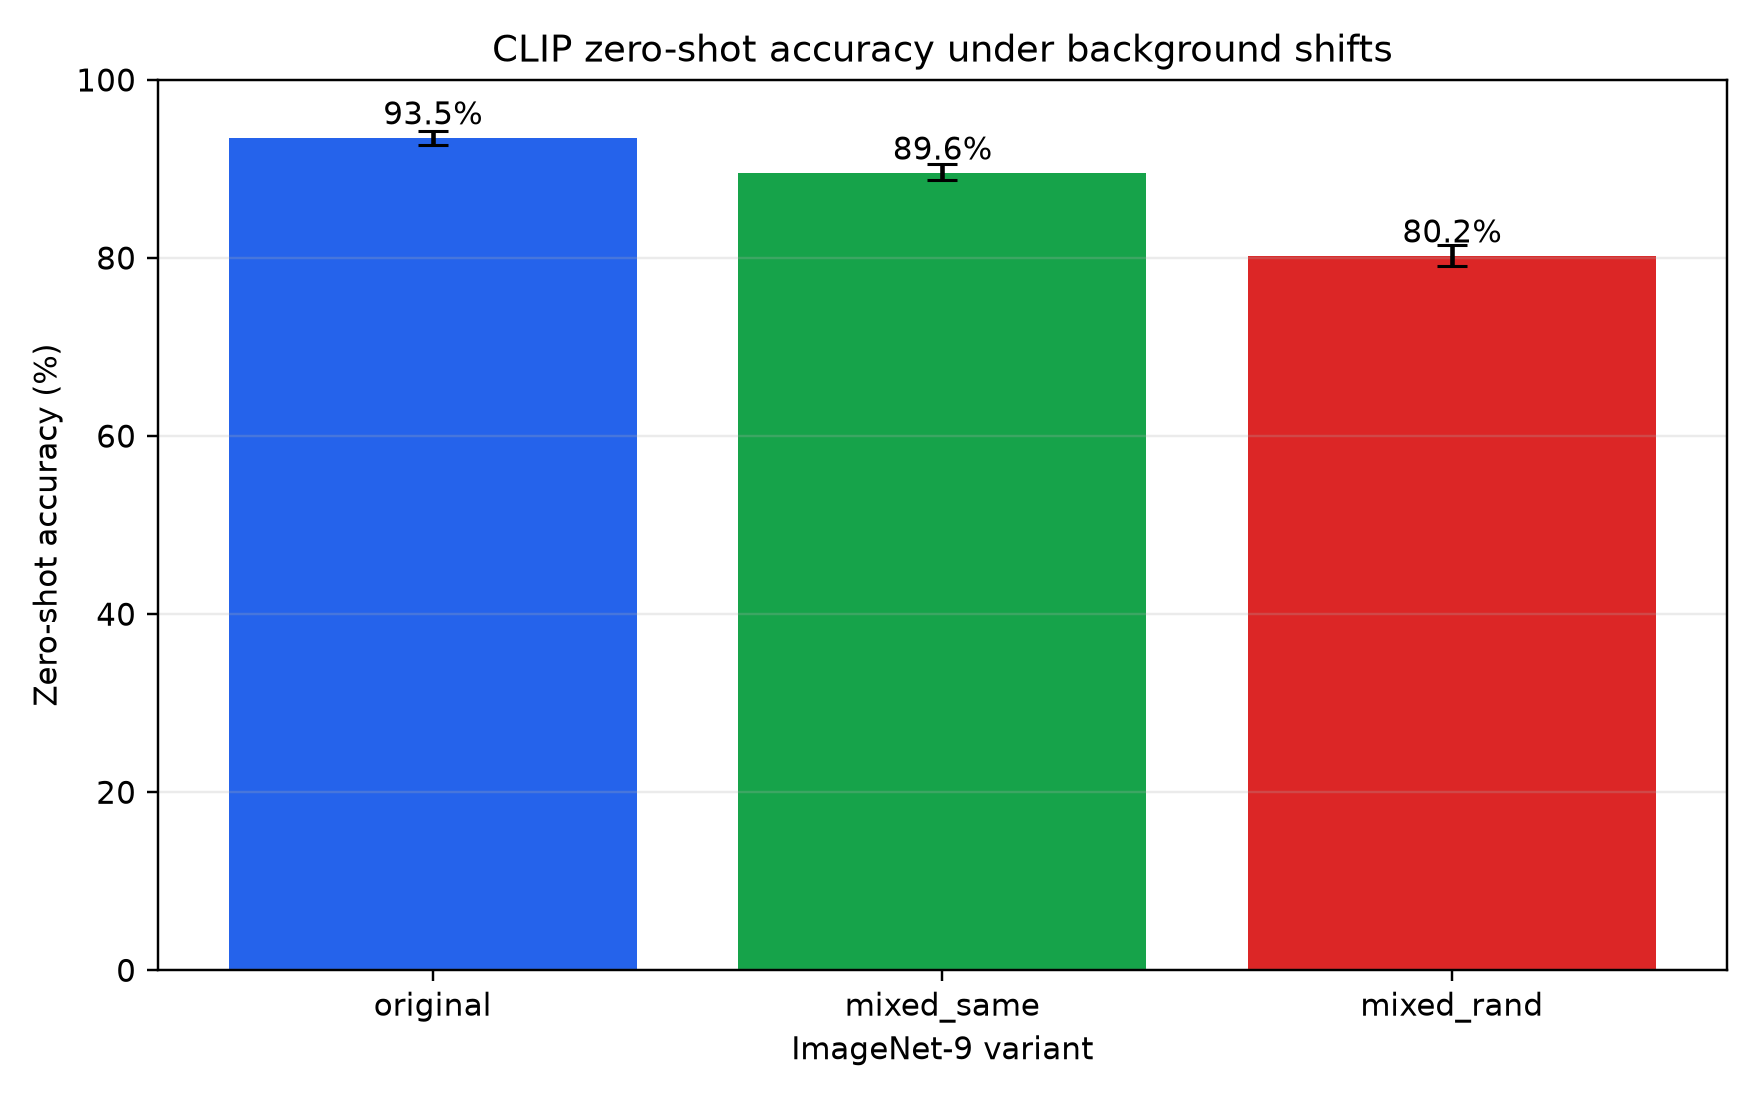 CLIP zero-shot accuracy under background shifts
100
80
60
40
20
0
Zero-shot accuracy (%)
93.5%
89.6%
80.2%
original
mixed_same
mixed_rand
ImageNet-9 variant